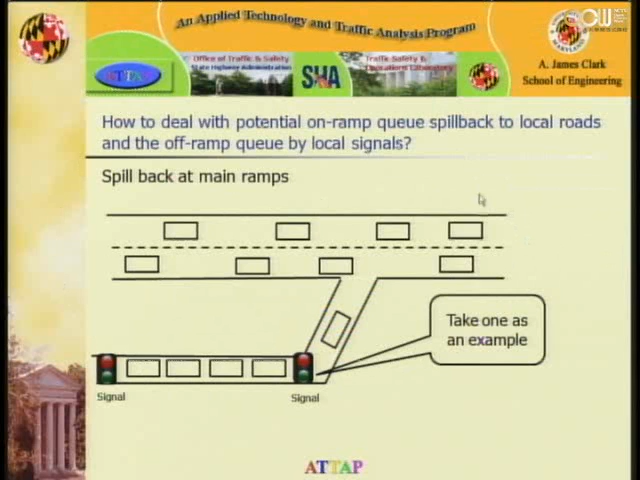 An Applied Technology and Traffic Analysis Program
OCW
MARYLAND
ATTAP
Office of Traffic & Safety
State Highway Administration
SHA
Traffic Safety &
Operations Laboratory
A. James Clark
School of Engineering
How to deal with potential on-ramp queue spillback to local roads
and the off-ramp queue by local signals?
Spill back at main ramps
Take one as
an example
Signal
Signal
ATTAP